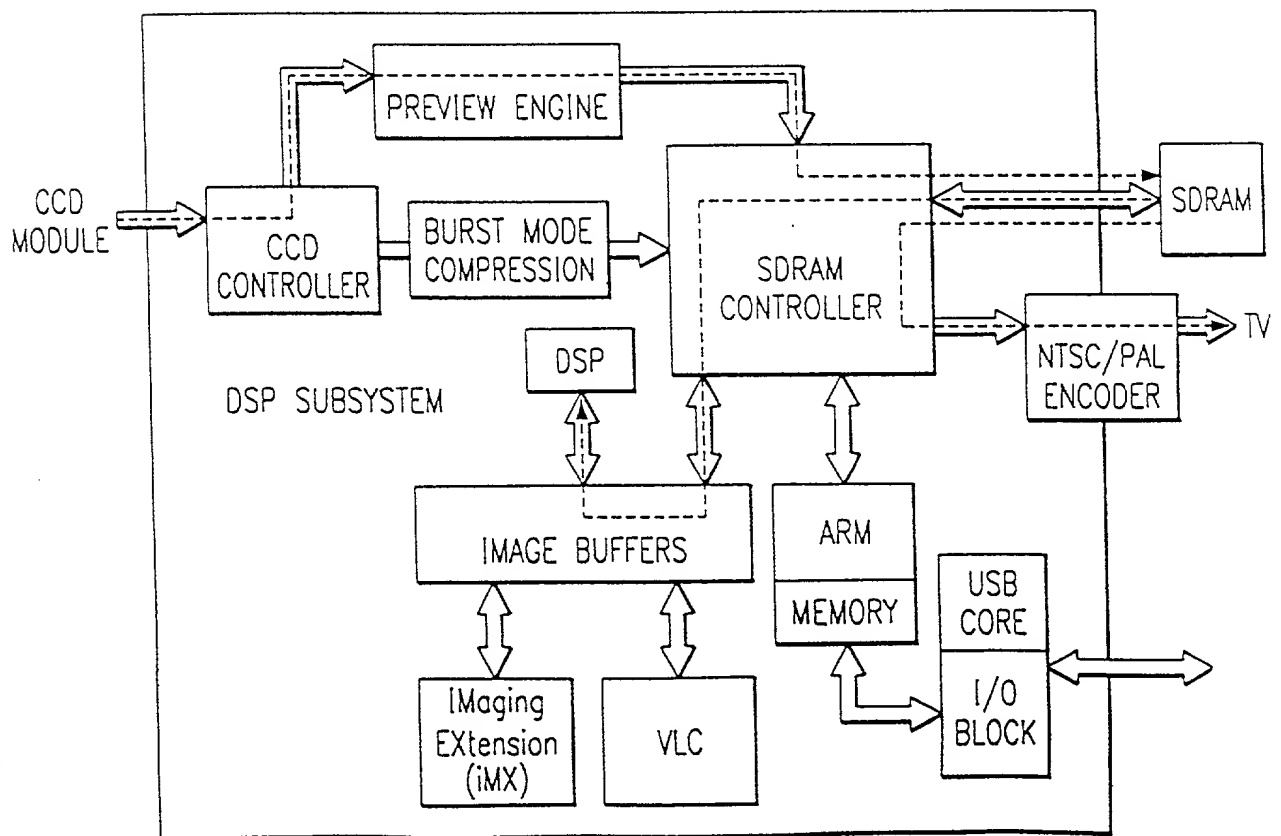 PREVIEW ENGINE
CCD
MODULE
CCD
CONTROLLER
BURST MODE
COMPRESSION
SDRAM
CONTROLLER
SDRAM
NTSC/PAL
ENCODER
TV
DSP
DSP SUBSYSTEM
IMAGE BUFFERS
ARM
MEMORY
USB
CORE
I/O
BLOCK
IMaging
EXtension
(iMX)
VLC